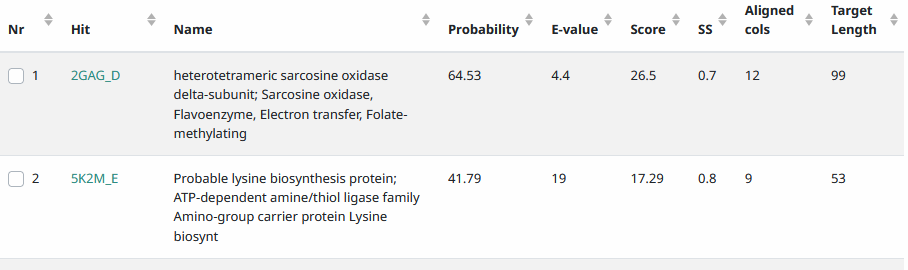 Nr Hit Name Probability E-value Score SS Aligned cols Target Length
1 2GAG_D heterotetrameric sarcosine oxidase 64.53 4.4 26.5 0.7 12 99
delta-subunit; Sarcosine oxidase,
Flavoenzyme, Electron transfer, Folate-
methylating
2 5K2M_E Probable lysine biosynthesis protein; 41.79 19 17.29 0.8 9 53
ATP-dependent amine/thiol ligase family
Amino-group carrier protein Lysine
biosynt